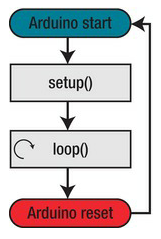 Arduino start
setup()
loop()
Arduino reset